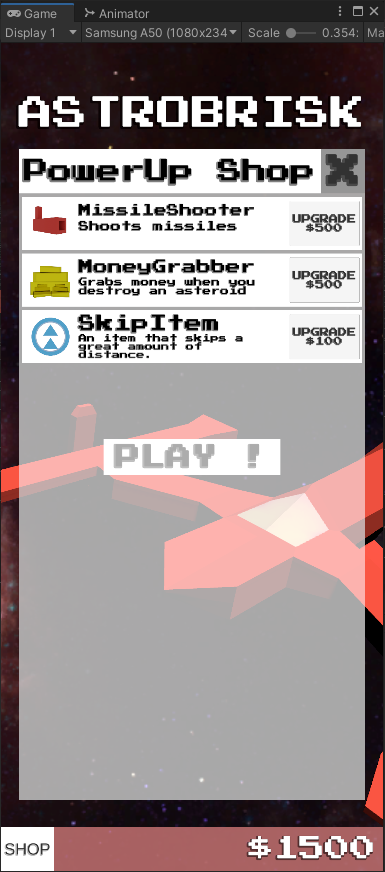 Game Animator
Display 1 Samsung A50 (1080x234 Scale 0.354: Ma
ASTROBRISK
PowerUp Shop X
MissileShooter
Shoots missiles
UPGRADE
$500
MoneyGrabber
Grabs money when you
destroy an asteroid
UPGRADE
$500
SkipItem
An item that skips a
great amount of
distance.
UPGRADE
$100
PLAY !
SHOP $1500